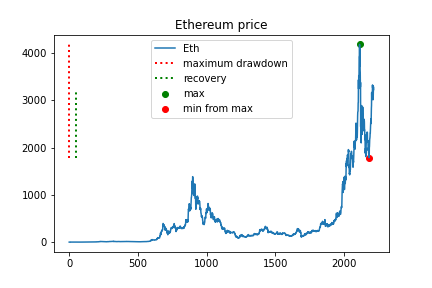 Ethereum price
Eth
maximum drawdown
recovery
max
min from max
4000
3000
2000
1000
0
0
500
1000
1500
2000